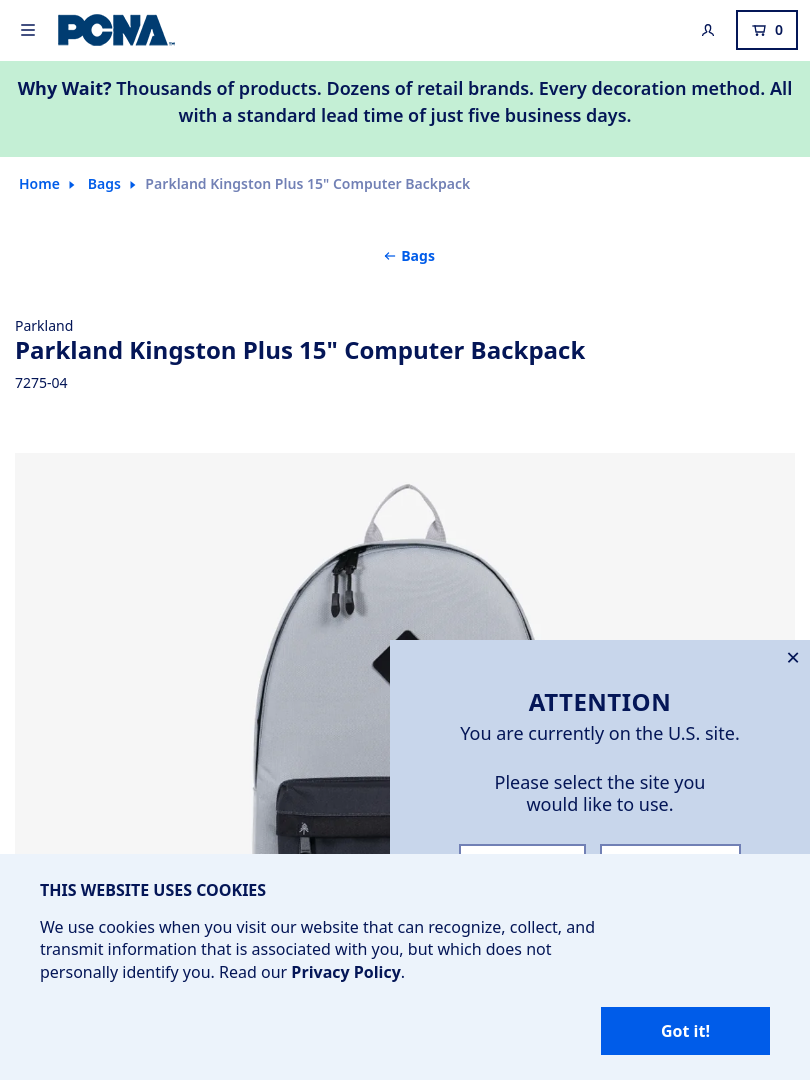 PCNA™
0
Why Wait? Thousands of products. Dozens of retail brands. Every decoration method. All
with a standard lead time of just five business days.
Home Bags Parkland Kingston Plus 15" Computer Backpack
Bags
Parkland
Parkland Kingston Plus 15" Computer Backpack
7275-04
ATTENTION
You are currently on the U.S. site.
Please select the site you
would like to use.
THIS WEBSITE USES COOKIES
We use cookies when you visit our website that can recognize, collect, and
transmit information that is associated with you, but which does not
personally identify you. Read our Privacy Policy.
Got it!